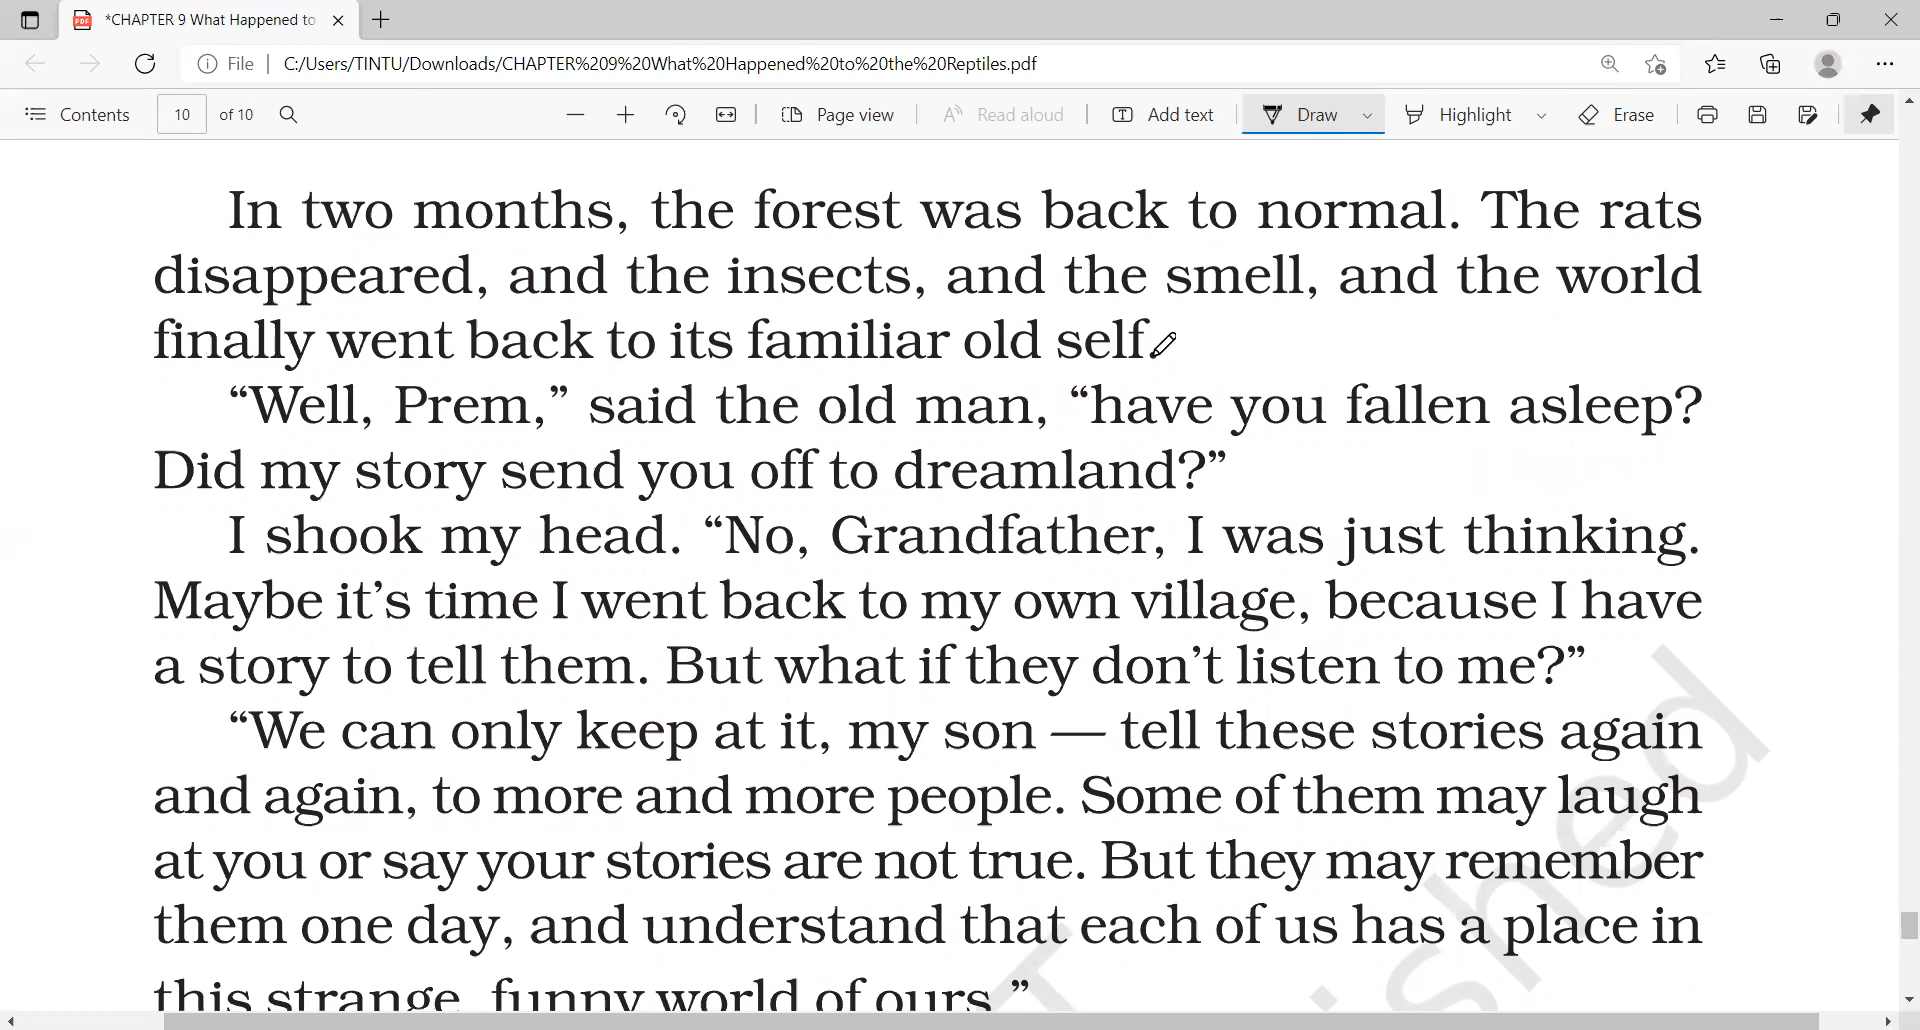 *CHAPTER 9 What Happened to
File
C:/Users/TINTU/Downloads/CHAPTER%209%20What%20Happened%20to%20the%20Reptiles.pdf
Contents
10
of 10
Page view
Read aloud
Add text
Draw
Highlight
Erase
In two months, the forest was back to normal. The rats
disappeared, and the insects, and the smell, and the world
finally went back to its familiar old self
“Well, Prem,” said the old man, “have you fallen asleep?
Did my story send you off to dreamland?”
I shook my head. “No, Grandfather, I was just thinking.
Maybe it’s time I went back to my own village, because I have
a story to tell them. But what if they don’t listen to me?”
“We can only keep at it, my son — tell these stories again
and again, to more and more people. Some of them may laugh
at you or say your stories are not true. But they may remember
them one day, and understand that each of us has a place in
this strange, funny world of ours.”